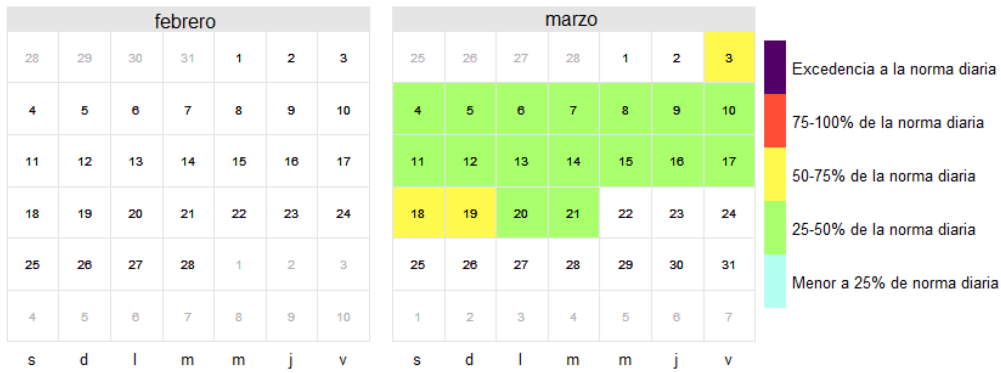 febrero
28 29 30 31 1 2 3
4 5 6 7 8 9 10
11 12 13 14 15 16 17
18 19 20 21 22 23 24
25 26 27 28 1 2 3
4 5 6 7 8 9 10
s d l m m j v
marzo
25 26 27 28 1 2 3
4 5 6 7 8 9 10
11 12 13 14 15 16 17
18 19 20 21 22 23 24
25 26 27 28 29 30 31
1 2 3 4 5 6 7
s d l m m j v
Excedencia a la norma diaria
75-100% de la norma diaria
50-75% de la norma diaria
25-50% de la norma diaria
Menor a 25% de norma diaria